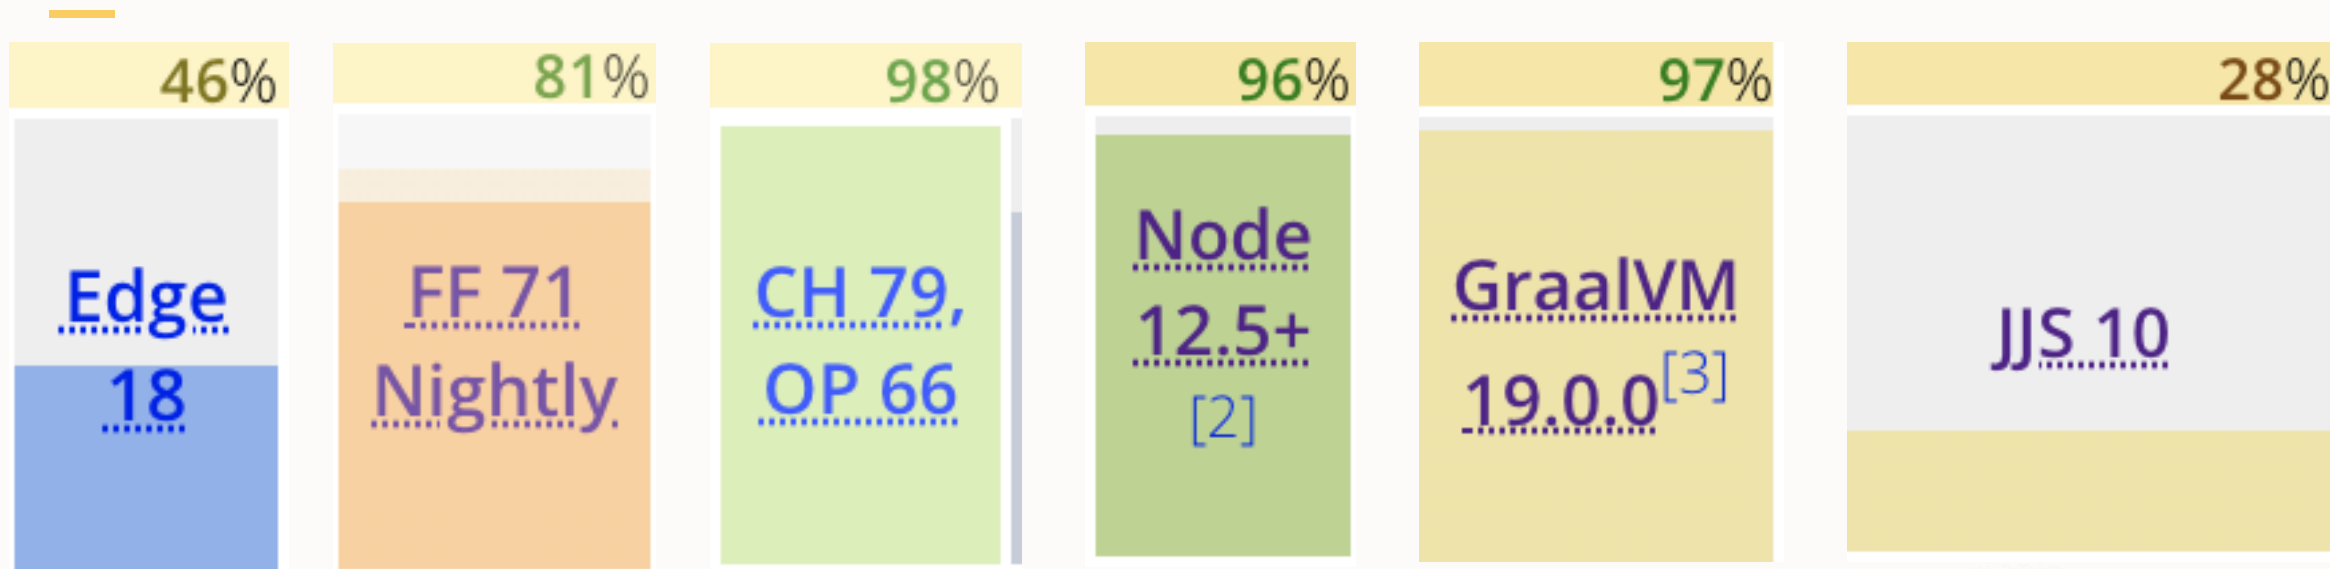 46%
Edge
18
81%
FF 71
Nightly
98%
CH 79,
OP 66
96%
Node
12.5+
[2]
97%
GraalVM
19.0.0[3]
28%
JJS 10